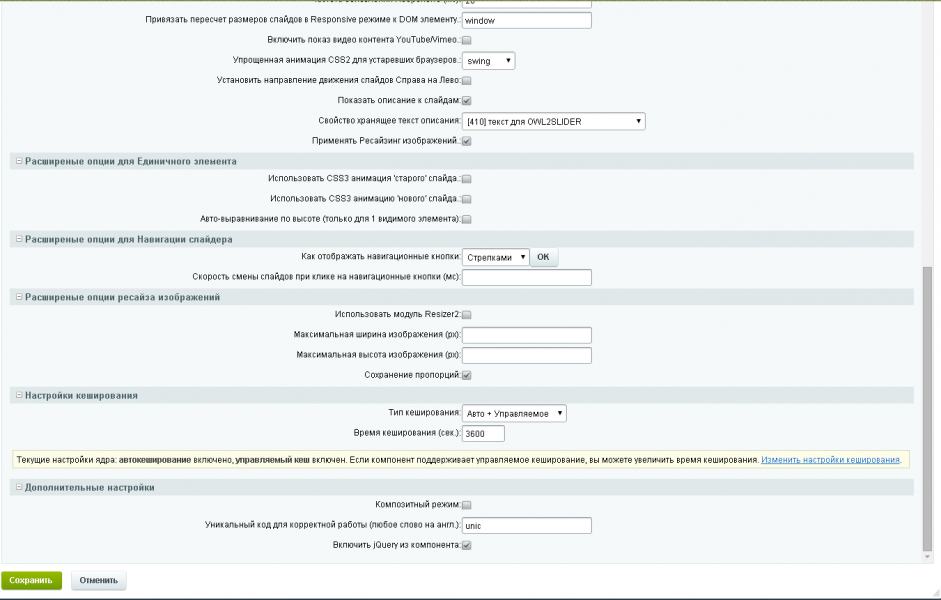 Привязать пересчет размеров слайдов в Responsive режиме к DOM элементу.: window
Включить показ видео контента YouTube/Vimeo.:
Упрощенная анимация CSS2 для устаревших браузеров.: swing
Установить направление движения слайдов Справа на Лево:
Показать описание к слайдам:
Свойство хранящее текст описания: [410] текст для OWL2SLIDER
Применять Ресайзинг изображений.:
Расширеные опции для Единичного элемента
Использовать CSS3 анимация 'старого' слайда.:
Использовать CSS3 анимацию 'нового' слайда.:
Авто-выравнивание по высоте (только для 1 видимого элемента):
Расширеные опции для Навигации слайдера
Как отображать навигационные кнопки: Стрелками OK
Скорость смены слайдов при клике на навигационные кнопки (мс):
Расширеные опции ресайза изображений
Использовать модуль Resizer2:
Максимальная ширина изображения (px):
Максимальная высота изображения (px):
Сохранение пропорций:
Настройки кеширования
Тип кеширования: Авто + Управляемое
Время кеширования (сек.): 3600
Текущие настройки ядра: автокеширование включено, управляемый кеш включен. Если компонент поддерживает управляемое кеширование, вы можете увеличить время кеширования. Изменить настройки кеширования.
Дополнительные настройки
Композитный режим:
Уникальный код для корректной работы (любое слово на англ.): unic
Включить jQuery из компонента:
Сохранить Отменить